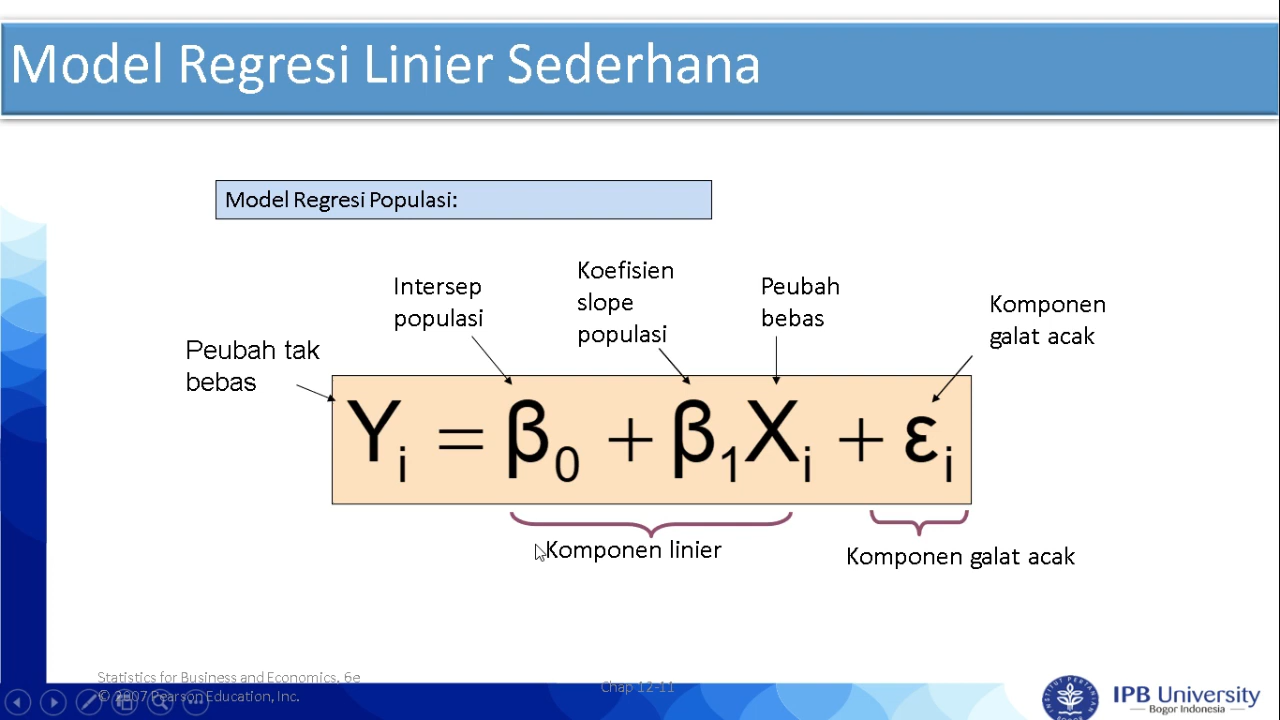 Model Regresi Linier Sederhana
Model Regresi Populasi:
Intersep
populasi
Koefisien
slope
populasi
Peubah
bebas
Komponen
galat acak
Peubah tak
bebas
Yᵢ = β₀ + β₁Xᵢ + εᵢ
Komponen linier
Komponen galat acak
Statistics for Business and Economics, 6e
© 2007 Pearson Education, Inc.
Chap 12-11
IPB University
Bogor Indonesia